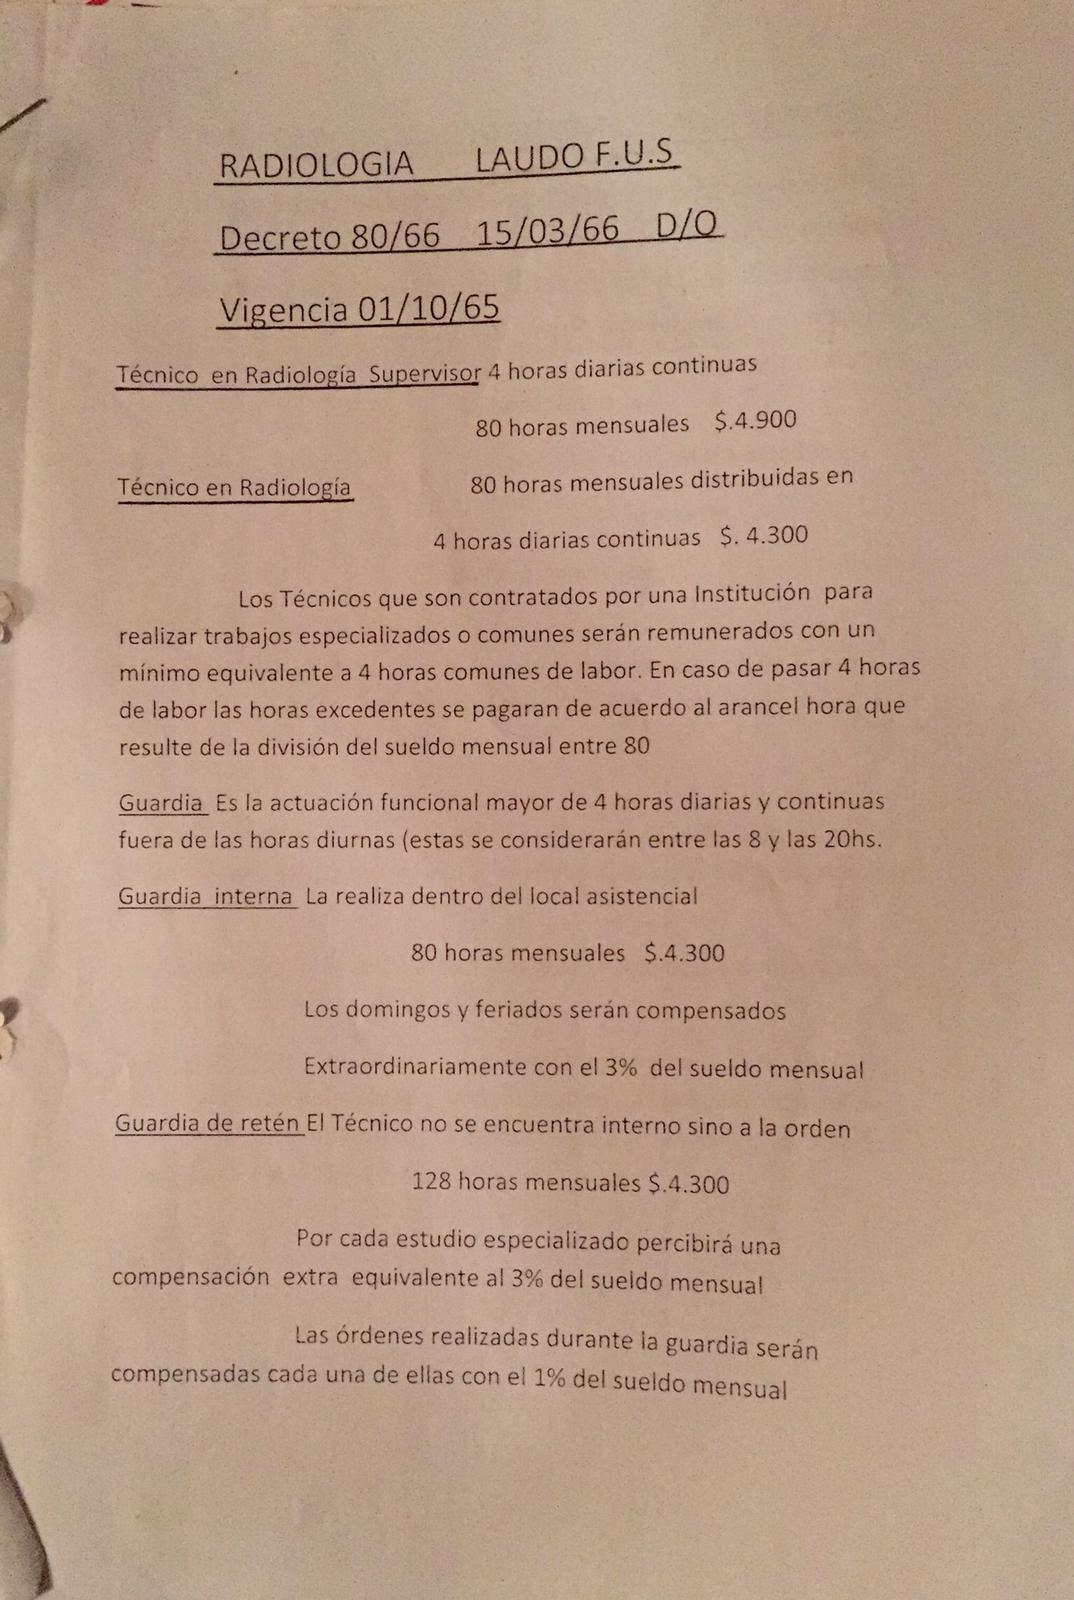 RADIOLOGIA LAUDO F.U.S
Decreto 80/66 15/03/66 D/O
Vigencia 01/10/65
Técnico en Radiología Supervisor 4 horas diarias continuas
80 horas mensuales $.4.900
Técnico en Radiología 80 horas mensuales distribuidas en
4 horas diarias continuas $. 4.300
Los Técnicos que son contratados por una Institución para
realizar trabajos especializados o comunes serán remunerados con un
mínimo equivalente a 4 horas comunes de labor. En caso de pasar 4 horas
de labor las horas excedentes se pagaran de acuerdo al arancel hora que
resulte de la división del sueldo mensual entre 80
Guardia Es la actuación funcional mayor de 4 horas diarias y continuas
fuera de las horas diurnas (estas se considerarán entre las 8 y las 20hs.
Guardia interna La realiza dentro del local asistencial
80 horas mensuales $.4.300
Los domingos y feriados serán compensados
Extraordinariamente con el 3% del sueldo mensual
Guardia de retén El Técnico no se encuentra interno sino a la orden
128 horas mensuales $.4.300
Por cada estudio especializado percibirá una
compensación extra equivalente al 3% del sueldo mensual
Las órdenes realizadas durante la guardia serán
compensadas cada una de ellas con el 1% del sueldo mensual